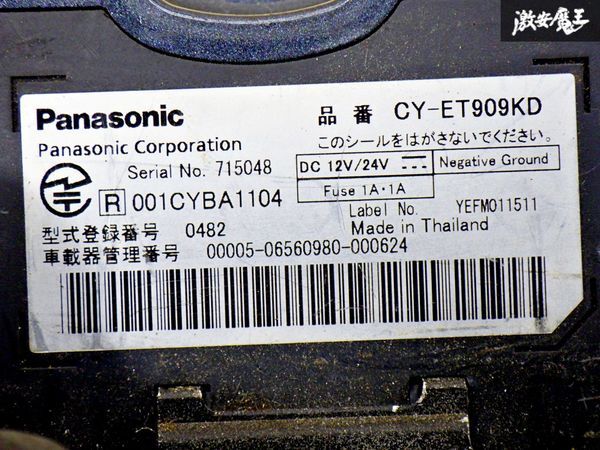 激安魔王
Panasonic 品番 CY-ET909KD
Panasonic Corporation このシールをはがさないでください。
Serial No. 715048 DC 12V/24V Negative Ground
R 001CYBA1104 Fuse 1A・1A
Label No. YEFM011511
型式登録番号 0482 Made in Thailand
車載器管理番号 00005-06560980-000624